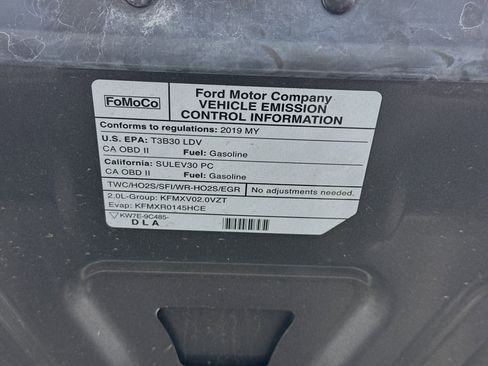 FoMoCo
Ford Motor Company
VEHICLE EMISSION
CONTROL INFORMATION
Conforms to regulations: 2019 MY
U.S. EPA: T3B30 LDV
CA OBD II Fuel: Gasoline
California: SULEV30 PC
CA OBD II Fuel: Gasoline
TWC/HO2S/SFI/WR-HO2S/EGR No adjustments needed.
2.0L-Group: KFMXV02.0VZT
Evap: KFMXR0145HCE
KW7E-9C485-
DLA